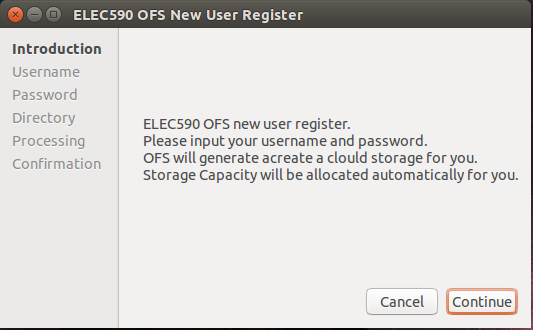 ELEC590 OFS New User Register
Introduction
Username
Password
Directory
Processing
Confirmation
ELEC590 OFS new user register.
Please input your username and password.
OFS will generate acreate a clould storage for you.
Storage Capacity will be allocated automatically for you.
Cancel
Continue